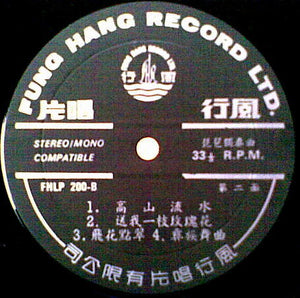 FUNG HANG RECORD LTD.
行風
片唱
行風
STEREO/MONO
COMPATIBLE
琵琶獨奏曲
33⅓ R.P.M.
FHLP 200-B
第二面
1. 高山流水
2. 送我一枝玫瑰花
3. 飛花點翠 4. 彝族舞曲
司公限有片唱行風